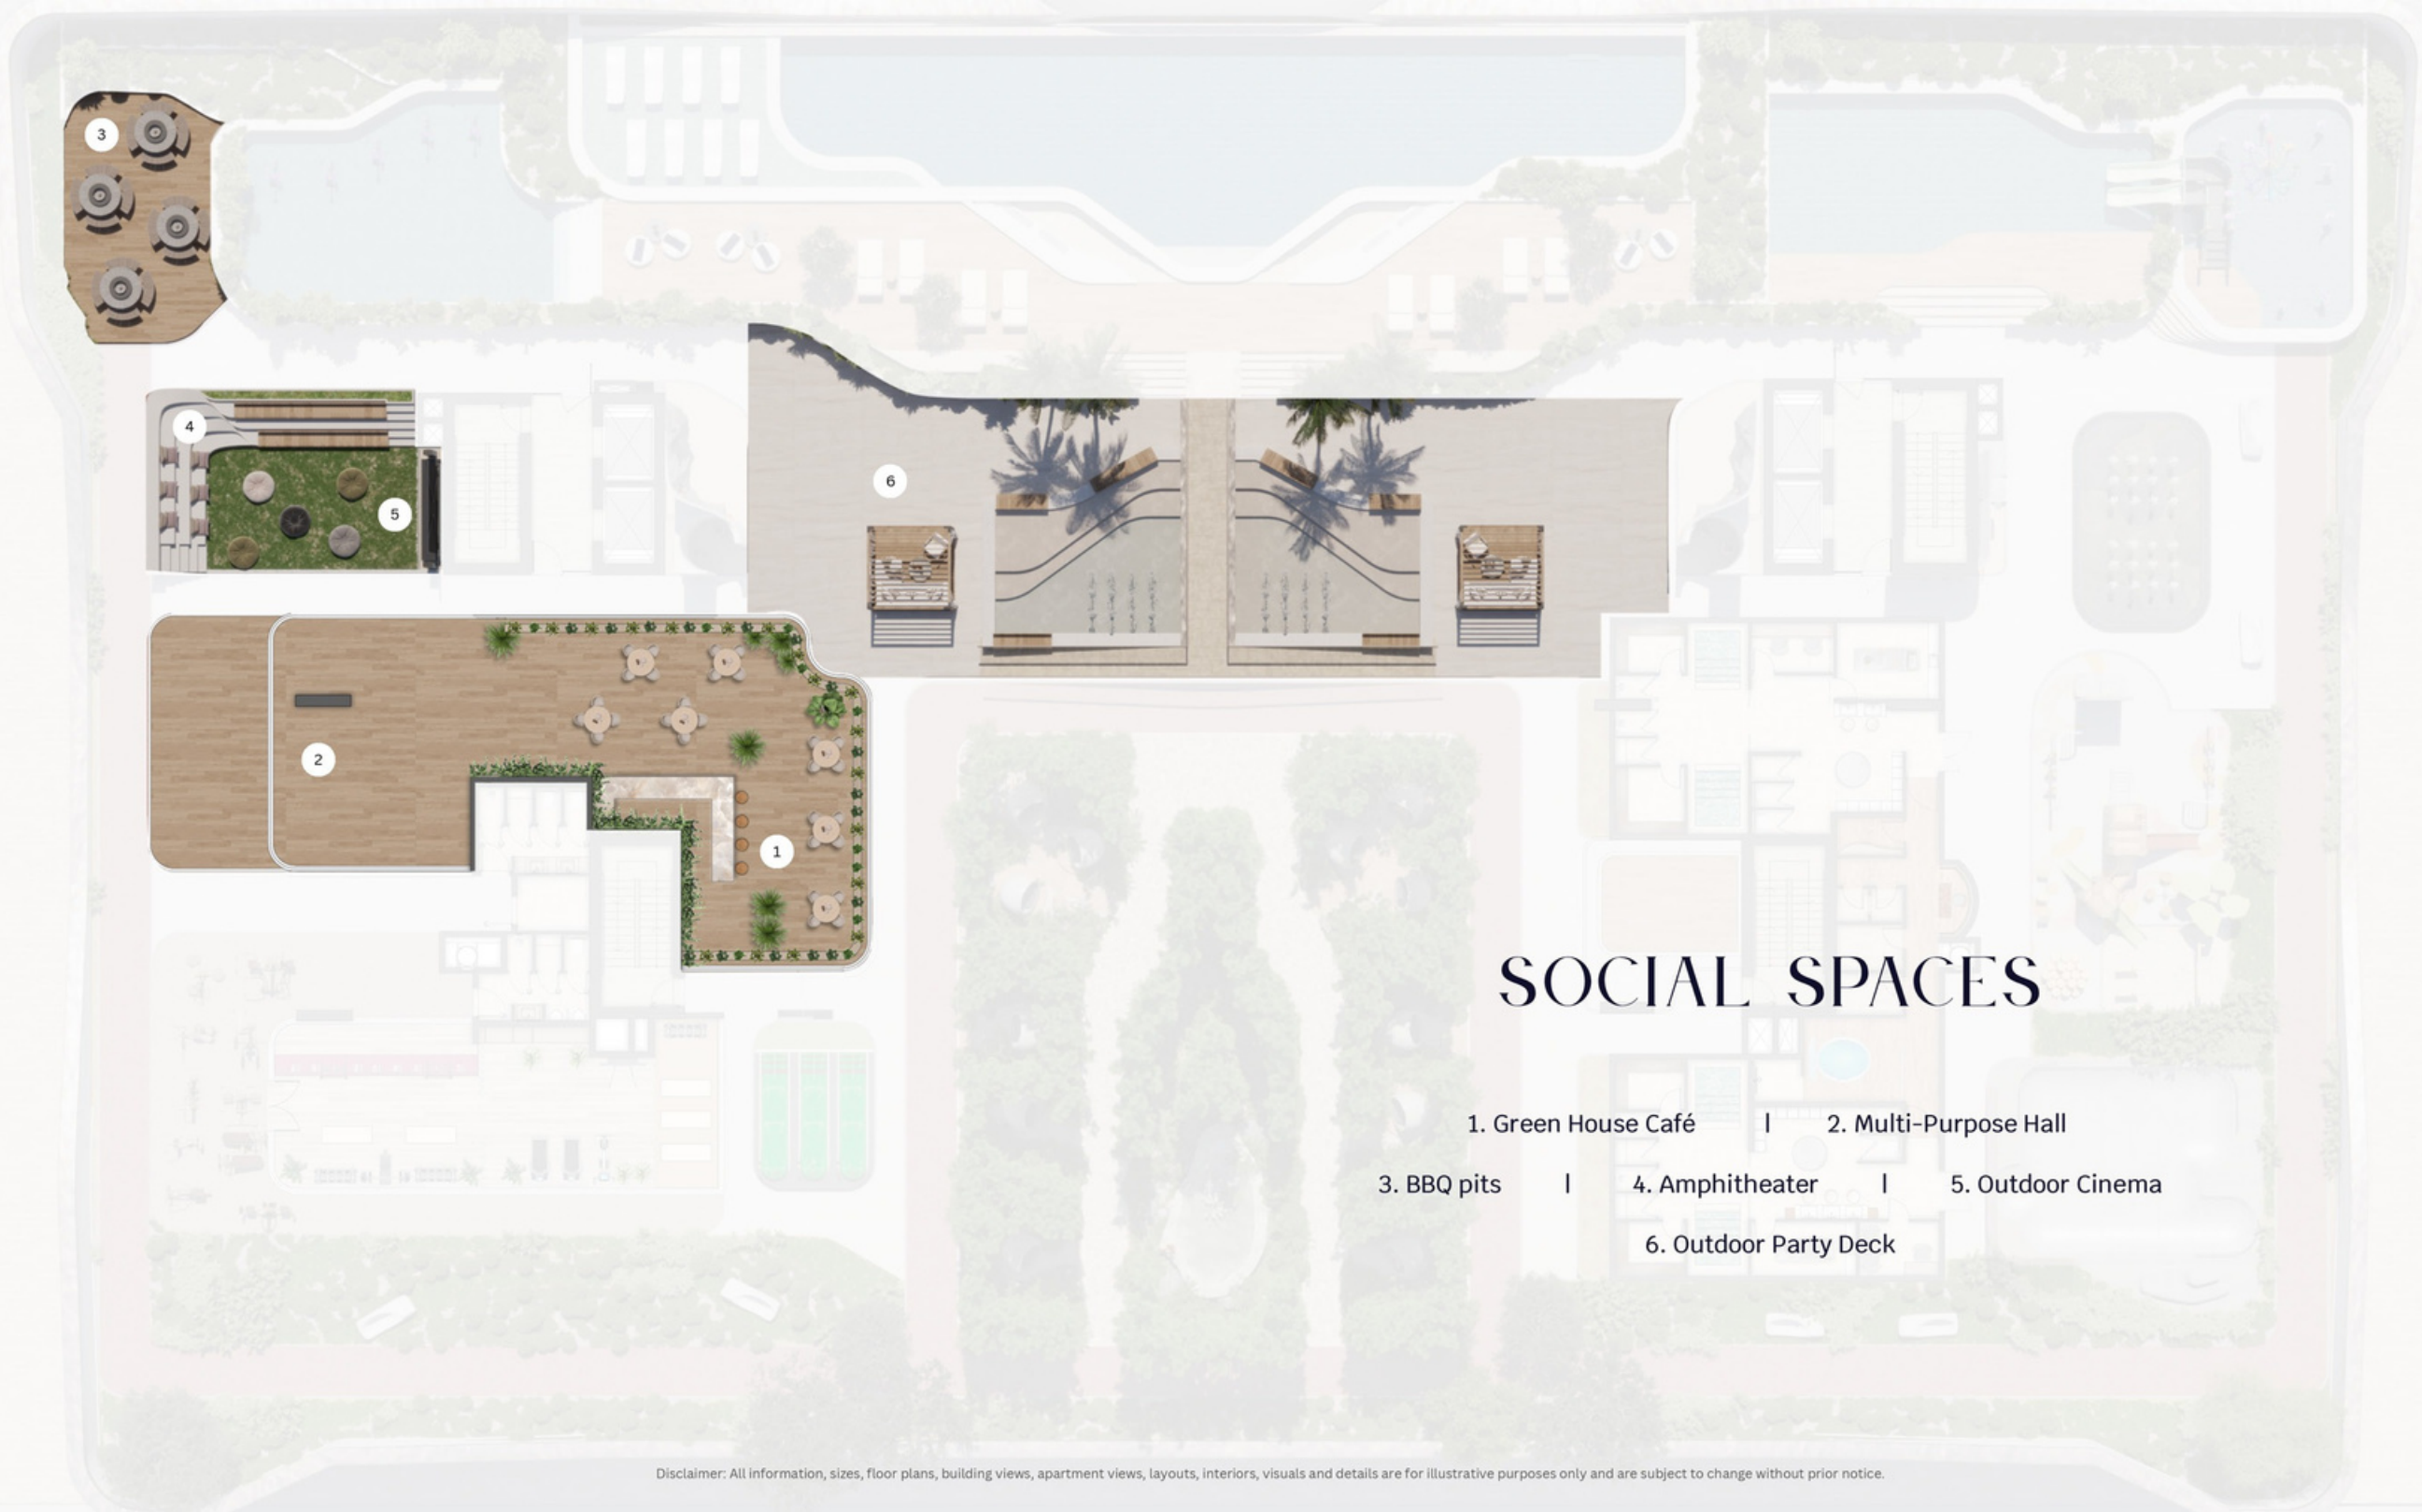 3
4
5
6
2
1
SOCIAL SPACES
1. Green House Café | 2. Multi-Purpose Hall
3. BBQ pits | 4. Amphitheater | 5. Outdoor Cinema
6. Outdoor Party Deck
Disclaimer: All information, sizes, floor plans, building views, apartment views, layouts, interiors, visuals and details are for illustrative purposes only and are subject to change without prior notice.